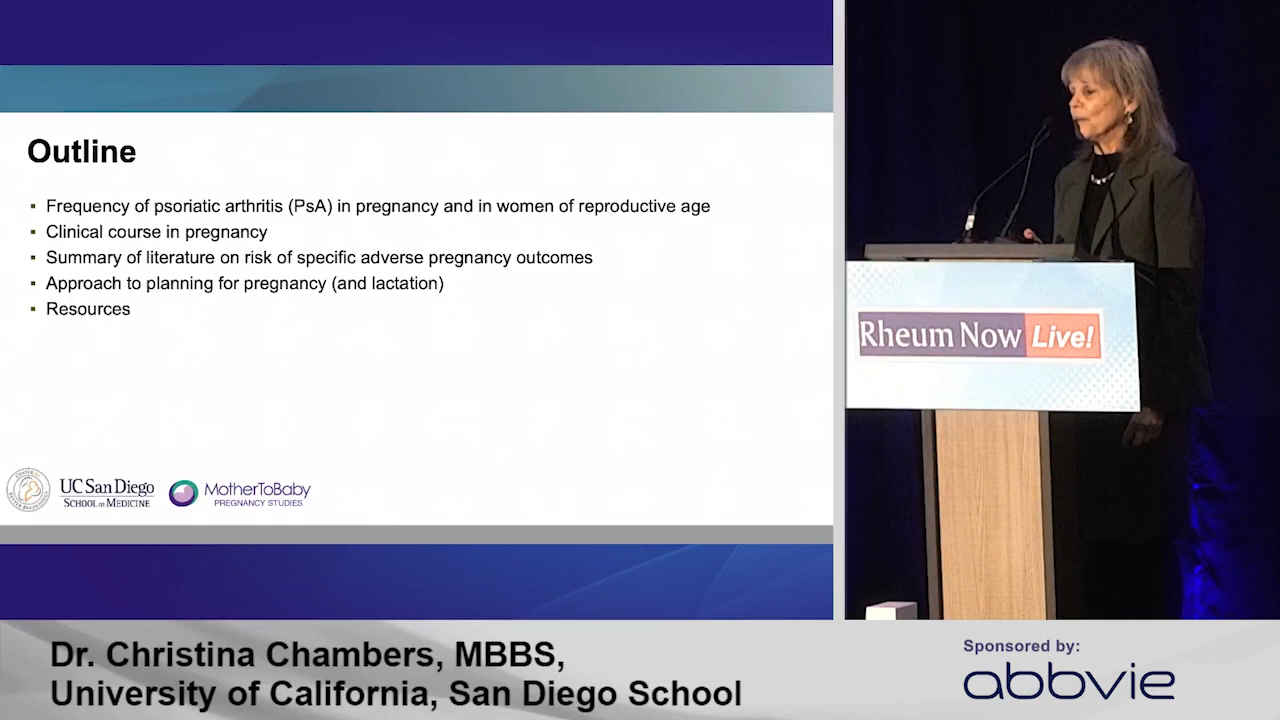 Outline
▪ Frequency of psoriatic arthritis (PsA) in pregnancy and in women of reproductive age
▪ Clinical course in pregnancy
▪ Summary of literature on risk of specific adverse pregnancy outcomes
▪ Approach to planning for pregnancy (and lactation)
▪ Resources
UC San Diego
SCHOOL OF MEDICINE
MotherToBaby
PREGNANCY STUDIES
Rheum Now Live!
Dr. Christina Chambers, MBBS,
University of California, San Diego School
Sponsored by:
abbvie